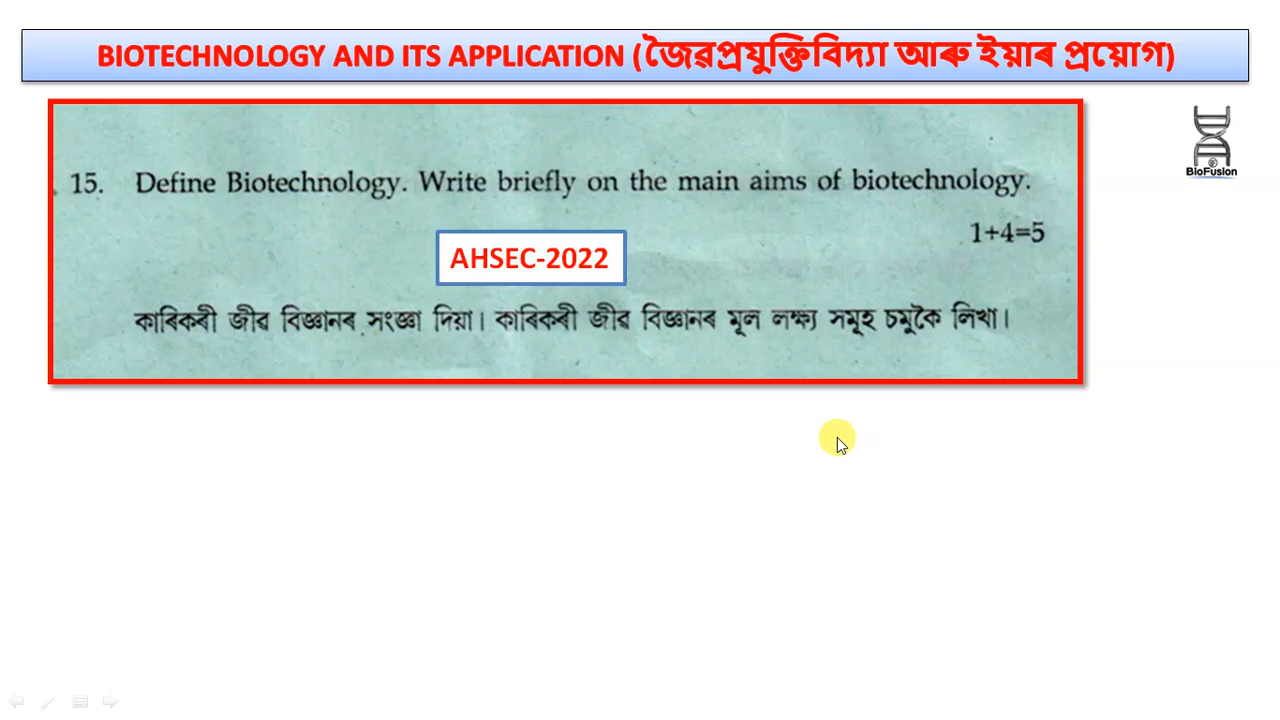 BIOTECHNOLOGY AND ITS APPLICATION (জৈৱপ্ৰযুক্তিবিদ্যা আৰু ইয়াৰ প্ৰয়োগ)
15. Define Biotechnology. Write briefly on the main aims of biotechnology.
1+4=5
AHSEC-2022
কাৰিকৰী জীৱ বিজ্ঞানৰ সংজ্ঞা দিয়া। কাৰিকৰী জীৱ বিজ্ঞানৰ মূল লক্ষ্য সমূহ চমুকৈ লিখা।
BioFusion